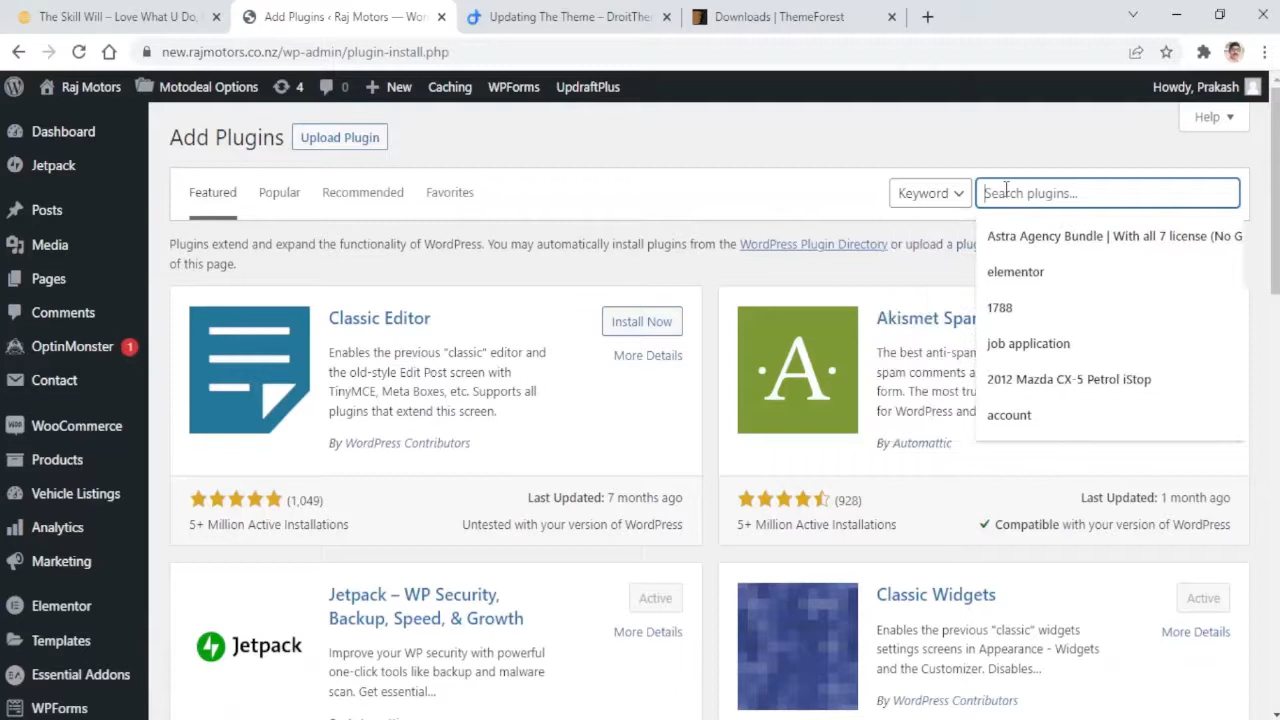 The Skill Will – Love What U Do,
Add Plugins ‹ Raj Motors — Wor
Updating The Theme – DroitThe
Downloads | ThemeForest
new.rajmotors.co.nz/wp-admin/plugin-install.php
Raj Motors
Motodeal Options
4
0
New
Caching
WPForms
UpdraftPlus
Howdy, Prakash
Dashboard
Jetpack
Posts
Media
Pages
Comments
OptinMonster 1
Contact
WooCommerce
Products
Vehicle Listings
Analytics
Marketing
Elementor
Templates
Essential Addons
WPForms
Help
Add Plugins
Upload Plugin
Featured
Popular
Recommended
Favorites
Keyword
Search plugins...
Astra Agency Bundle | With all 7 license (No G
elementor
1788
job application
2012 Mazda CX-5 Petrol iStop
account
Plugins extend and expand the functionality of WordPress. You may automatically install plugins from the WordPress Plugin Directory or upload a plug
of this page.
Classic Editor
Install Now
More Details
Enables the previous "classic" editor and
the old-style Edit Post screen with
TinyMCE, Meta Boxes, etc. Supports all
plugins that extend this screen.
By WordPress Contributors
(1,049)
Last Updated: 7 months ago
5+ Million Active Installations
Untested with your version of WordPress
A
Akismet Spar
The best anti-span
spam comments a
form. The most tru
for WordPress and
By Automattic
(928)
Last Updated: 1 month ago
5+ Million Active Installations
Compatible with your version of WordPress
Jetpack
Jetpack – WP Security,
Backup, Speed, & Growth
Active
More Details
Improve your WP security with powerful
one-click tools like backup and malware
scan. Get essential...
Classic Widgets
Active
More Details
Enables the previous "classic" widgets
settings screens in Appearance - Widgets
and the Customizer. Disables...
By WordPress Contributors